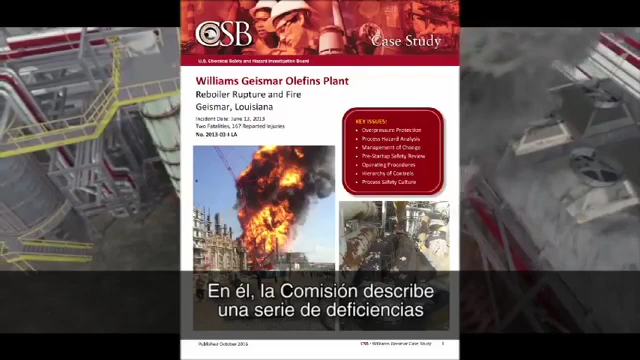 CSB
Case Study
U.S. Chemical Safety and Hazard Investigation Board
Williams Geismar Olefins Plant
Reboiler Rupture and Fire
Geismar, Louisiana
Incident Date: June 13, 2013
Two Fatalities, 167 Reported Injuries
No. 2013-03-I-LA
KEY ISSUES:
• Overpressure Protection
• Process Hazard Analysis
• Management of Change
• Pre-Startup Safety Review
• Operating Procedures
• Hierarchy of Controls
• Process Safety Culture
En él, la Comisión describe
una serie de deficiencias
Published October 2016
CSB • Williams Geismar Case Study 1